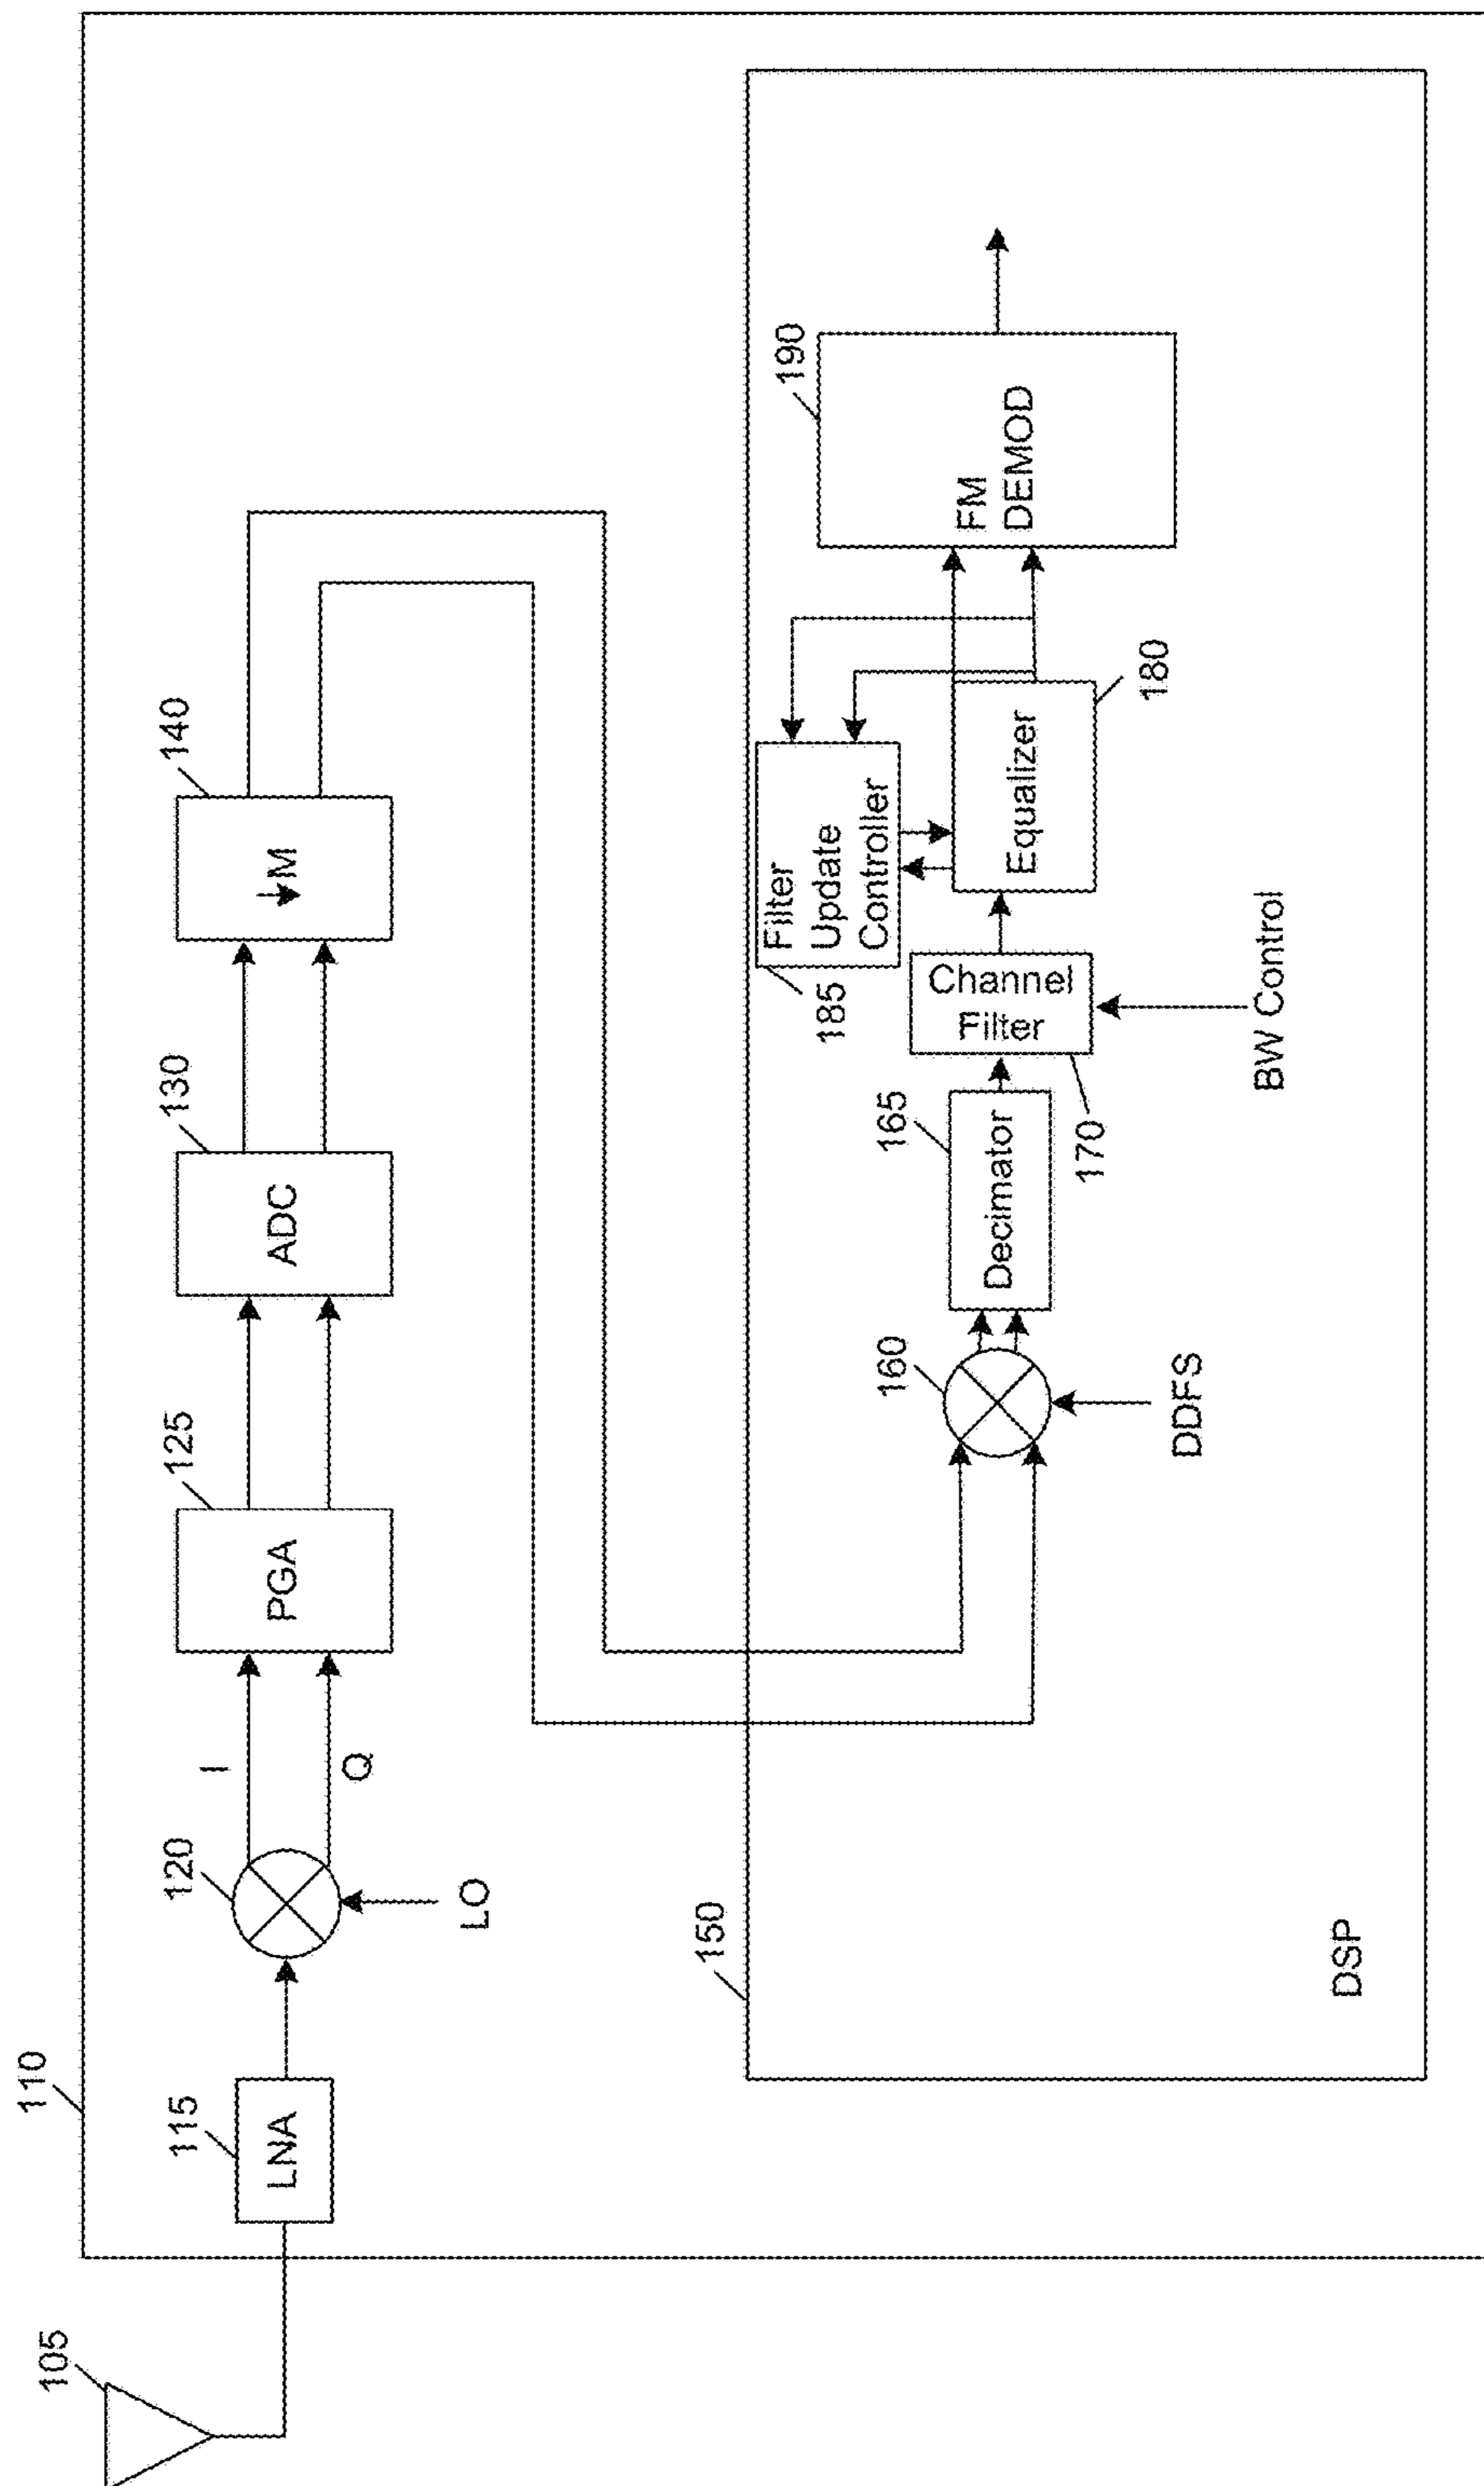 105
110
115
LNA
120
LO
I
Q
125
PGA
130
ADC
140
M
150
DSP
160
DDFS
165
Decimator
170
Channel
Filter
BW Control
185
Filter
Update
Controller
Equalizer
180
190
FM
DEMOD